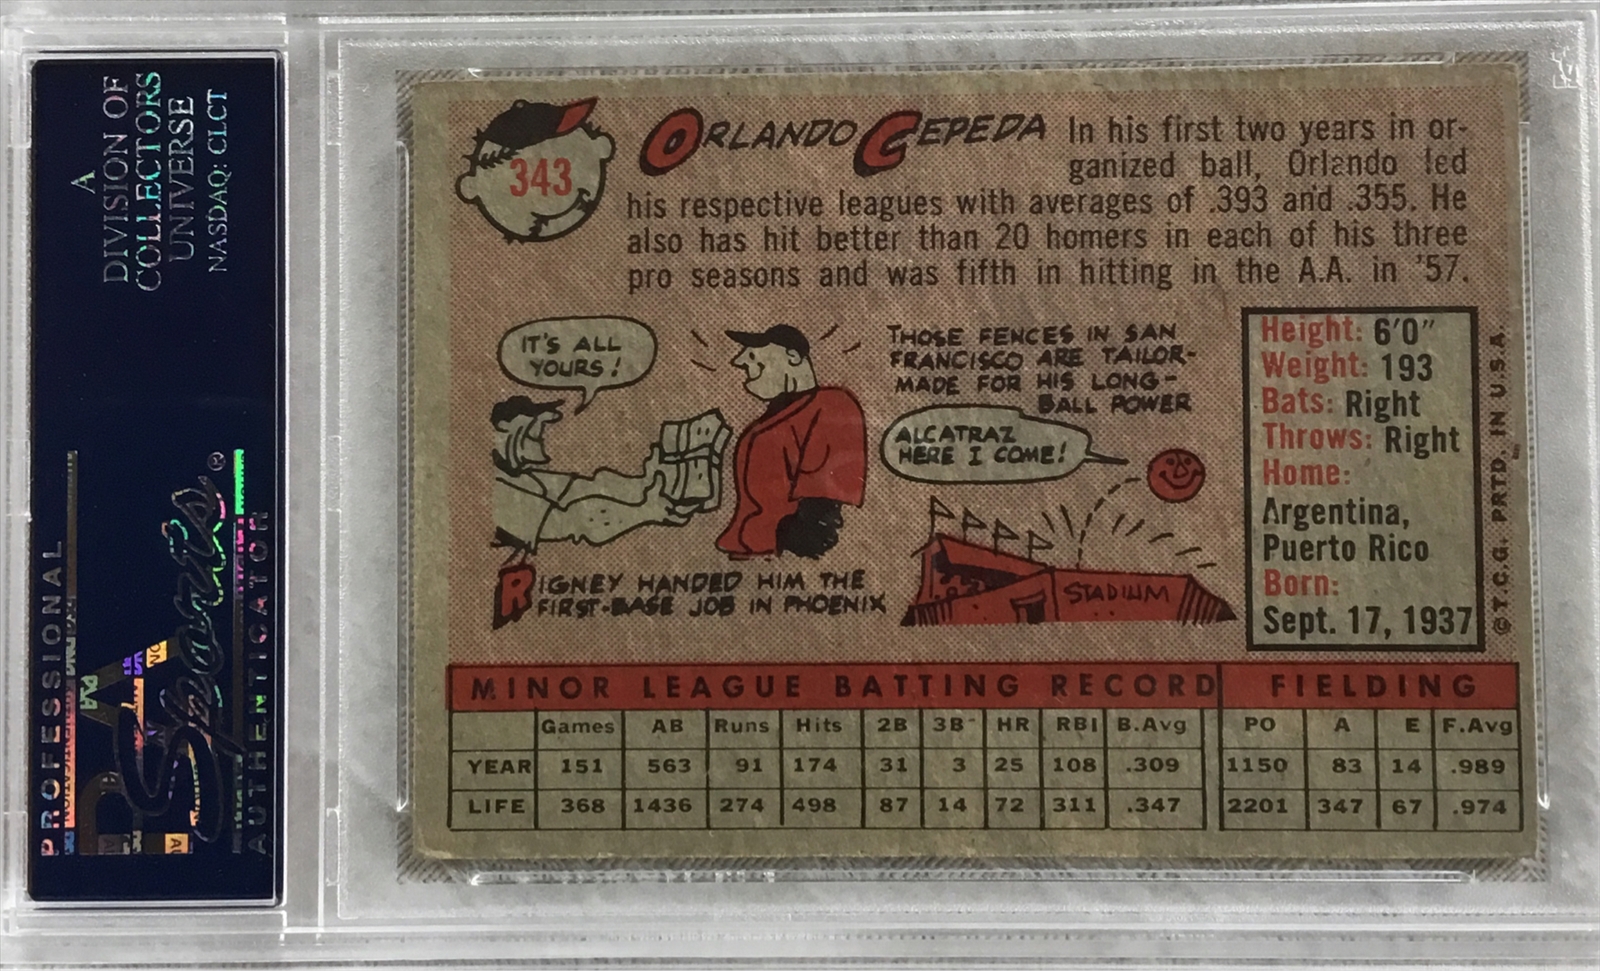 A
DIVISION OF
COLLECTORS
UNIVERSE
NASDAQ: CLCT
PROFESSIONAL
PSA
Sports®
AUTHENTICATOR
343
ORLANDO CEPEDA
In his first two years in or-
ganized ball, Orlando led
his respective leagues with averages of .393 and .355. He
also has hit better than 20 homers in each of his three
pro seasons and was fifth in hitting in the A.A. in '57.
IT'S ALL
YOURS!
RIGNEY HANDED HIM THE
FIRST-BASE JOB IN PHOENIX
THOSE FENCES IN SAN
FRANCISCO ARE TAILOR-
MADE FOR HIS LONG-
BALL POWER
ALCATRAZ
HERE I COME!
STADIUM
Height: 6'0"
Weight: 193
Bats: Right
Throws: Right
Home:
Argentina,
Puerto Rico
Born:
Sept. 17, 1937
©T.C.G. PRTD. IN U.S.A.
MINOR LEAGUE BATTING RECORD FIELDING
Games AB Runs Hits 2B 3B HR RBI B.Avg PO A E F.Avg
YEAR 151 563 91 174 31 3 25 108 .309 1150 83 14 .989
LIFE 368 1436 274 498 87 14 72 311 .347 2201 347 67 .974